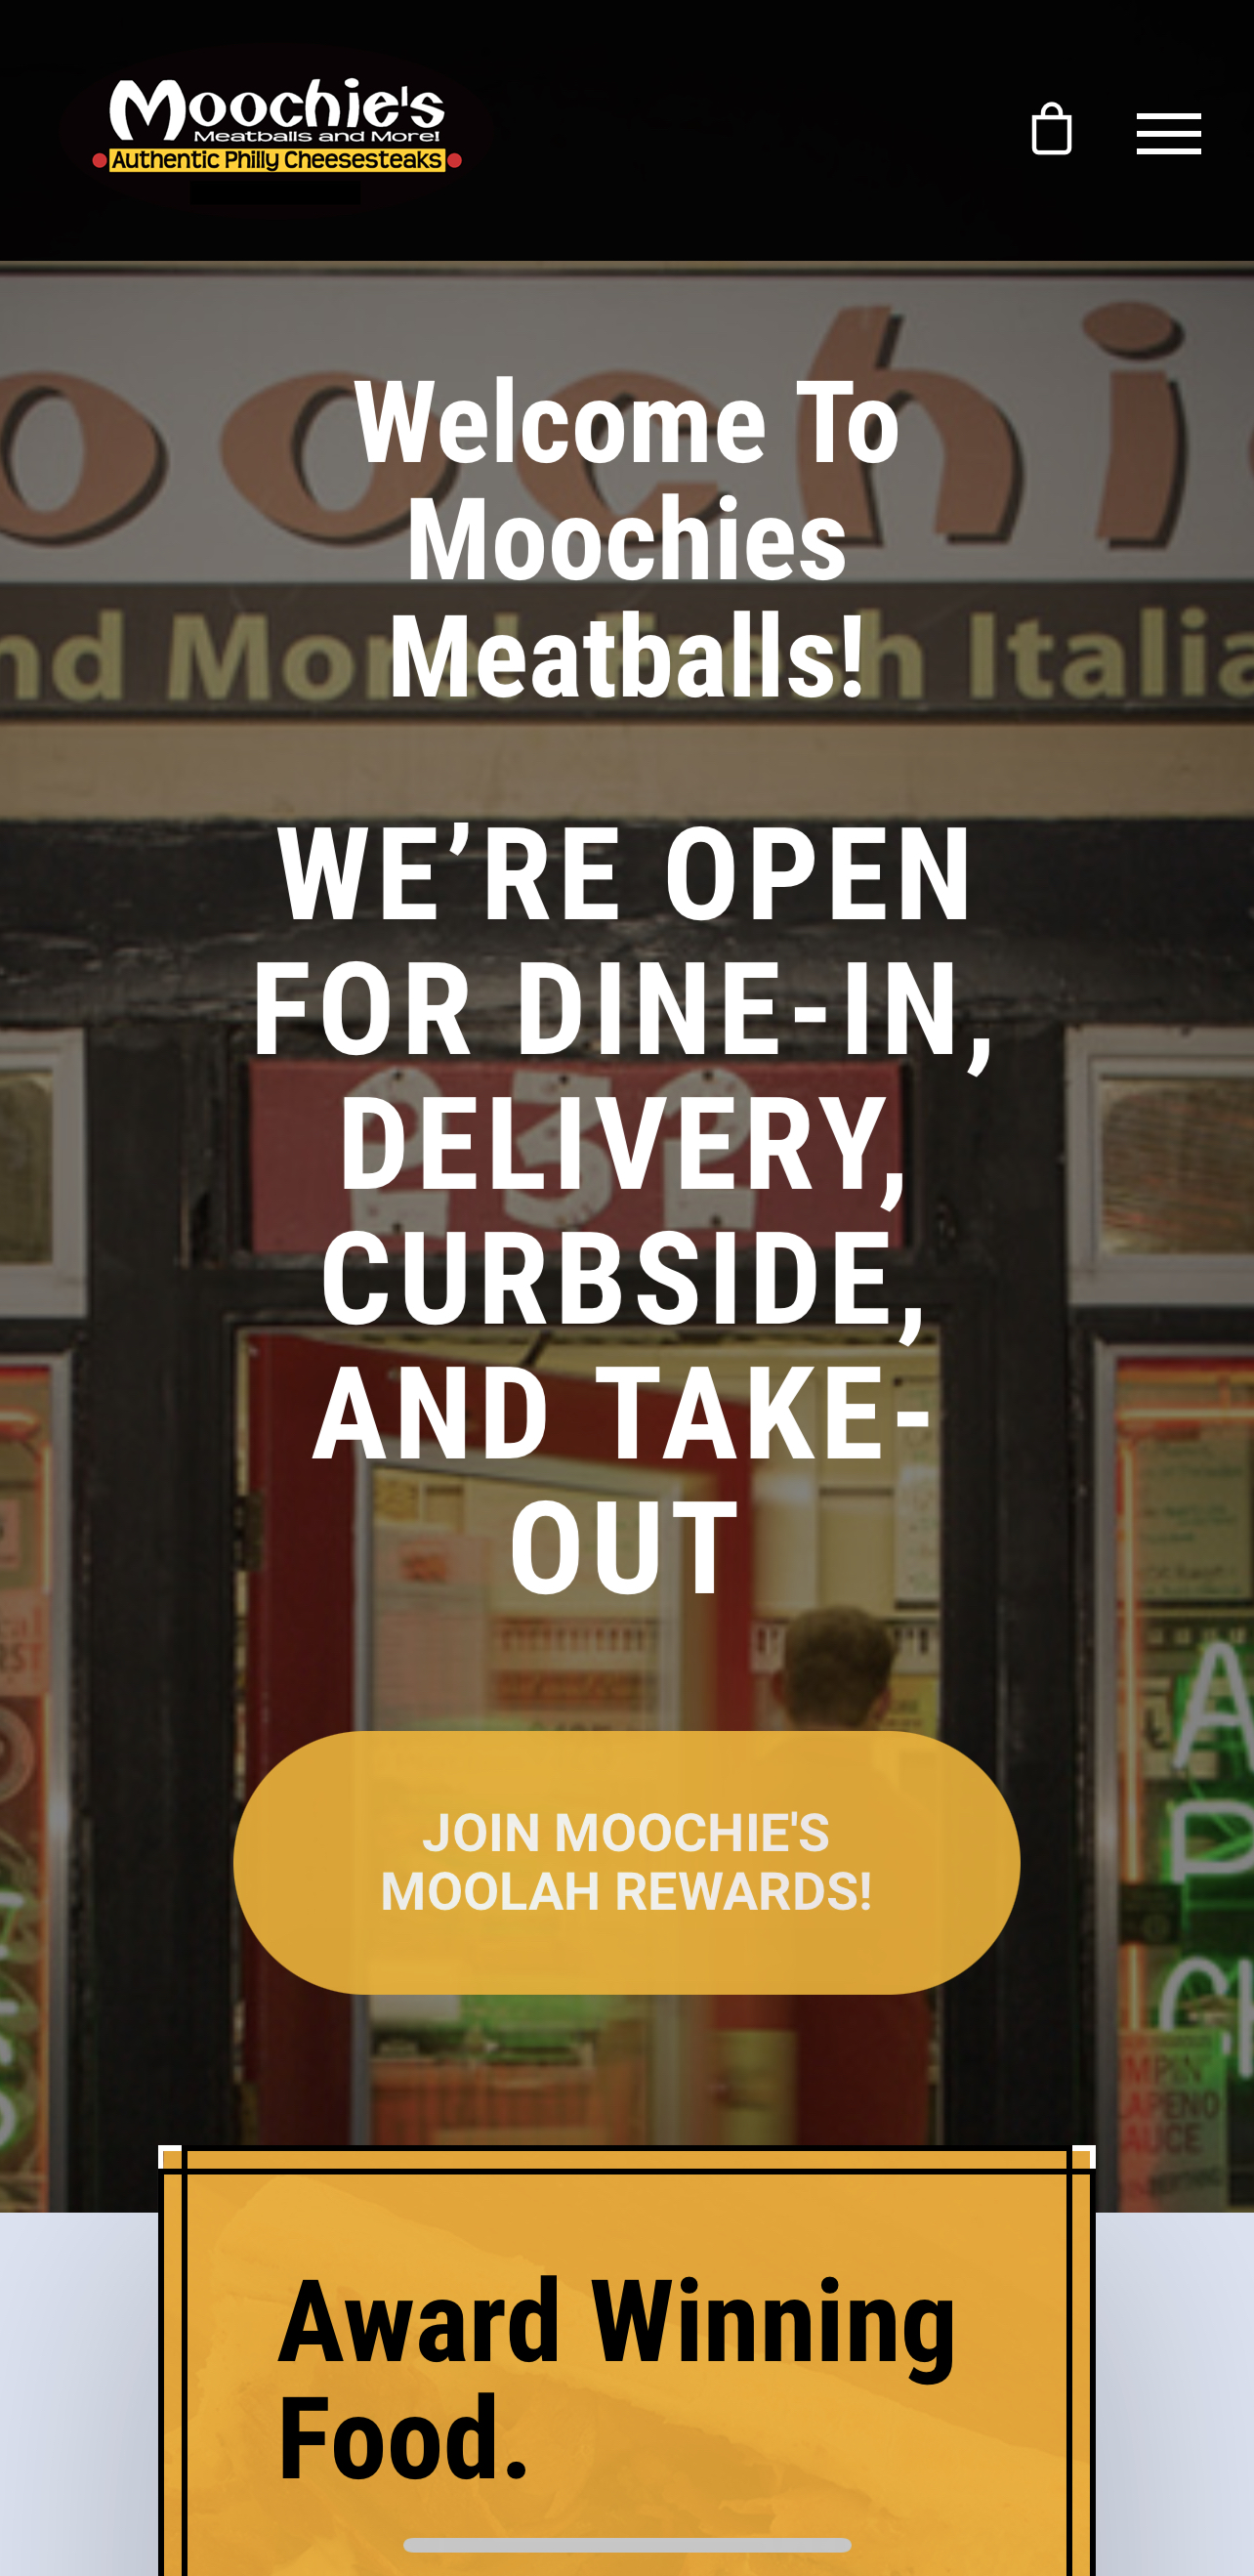 Moochie's
Meatballs and More!
Authentic Philly Cheesesteaks
Welcome To
Moochies
Meatballs!
WE’RE OPEN
FOR DINE-IN,
DELIVERY,
CURBSIDE,
AND TAKE-
OUT
232
JOIN MOOCHIE'S
MOOLAH REWARDS!
Award Winning
Food.